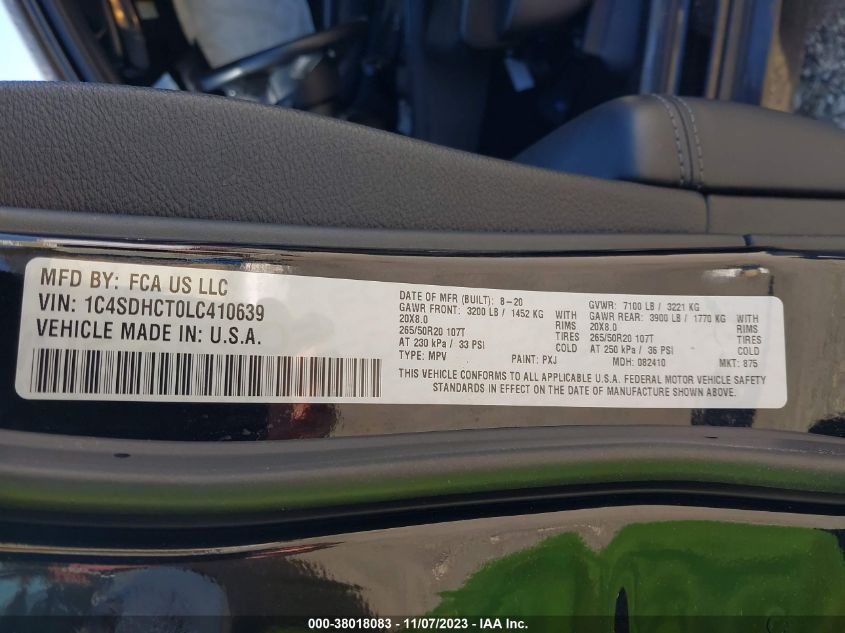 MFD BY: FCA US LLC
VIN: 1C4SDHCT0LC410639
VEHICLE MADE IN: U.S.A.
DATE OF MFR (BUILT): 8-20
GAWR FRONT: 3200 LB / 1452 KG WITH
20X8.0 RIMS
265/50R20 107T TIRES
AT 230 kPa / 33 PSI COLD
TYPE: MPV PAINT: PXJ
GVWR: 7100 LB / 3221 KG
GAWR REAR: 3900 LB / 1770 KG WITH
20X8.0 RIMS
265/50R20 107T TIRES
AT 250 kPa / 36 PSI COLD
MDH: 082410 MKT: 875
THIS VEHICLE CONFORMS TO ALL APPLICABLE U.S.A. FEDERAL MOTOR VEHICLE SAFETY
STANDARDS IN EFFECT ON THE DATE OF MANUFACTURE SHOWN ABOVE.
000-38018083 - 11/07/2023 - IAA Inc.